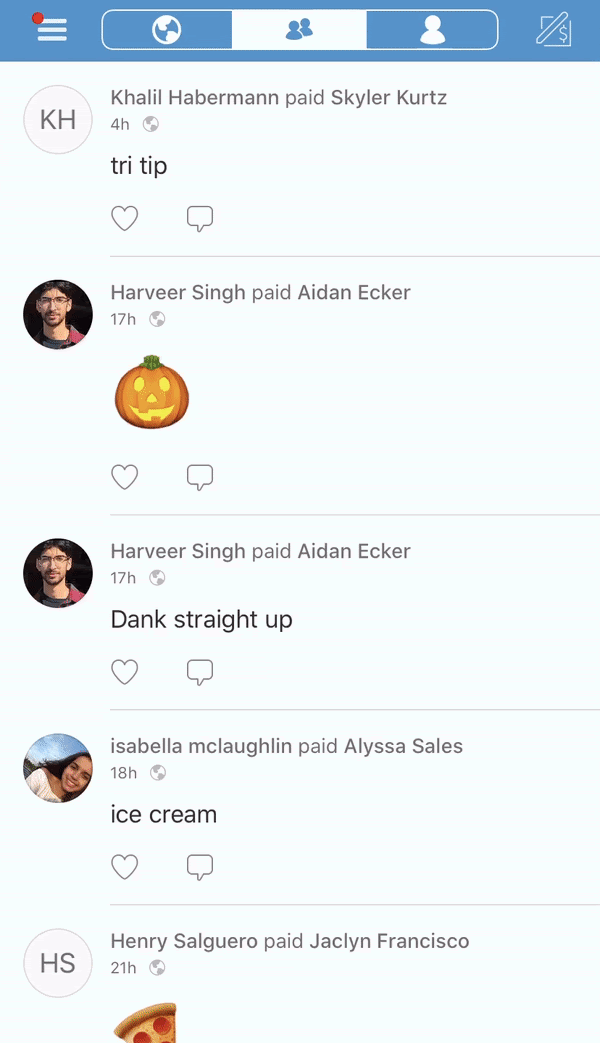 KH
Khalil Habermann paid Skyler Kurtz
4h
tri tip
Harveer Singh paid Aidan Ecker
17h
Harveer Singh paid Aidan Ecker
17h
Dank straight up
isabella mclaughlin paid Alyssa Sales
18h
ice cream
HS
Henry Salguero paid Jaclyn Francisco
21h